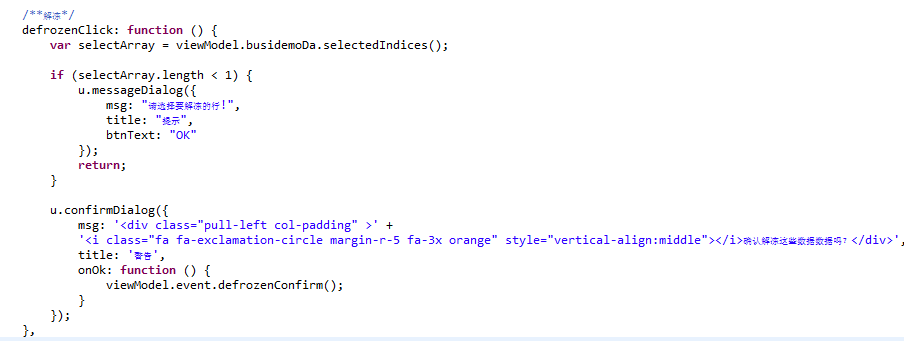 /**解冻*/
defrozenClick: function () {
var selectArray = viewModel.busidemoDa.selectedIndices();
if (selectArray.length < 1) {
u.messageDialog({
msg: "请选择要解冻的行!",
title: "提示",
btnText: "OK"
});
return;
}
u.confirmDialog({
msg: '<div class="pull-left col-padding" >' +
'<i class="fa fa-exclamation-circle margin-r-5 fa-3x orange" style="vertical-align:middle"></i>确认解冻这些数据数据吗？</div>',
title: '警告',
onOk: function () {
viewModel.event.defrozenConfirm();
}
});
},